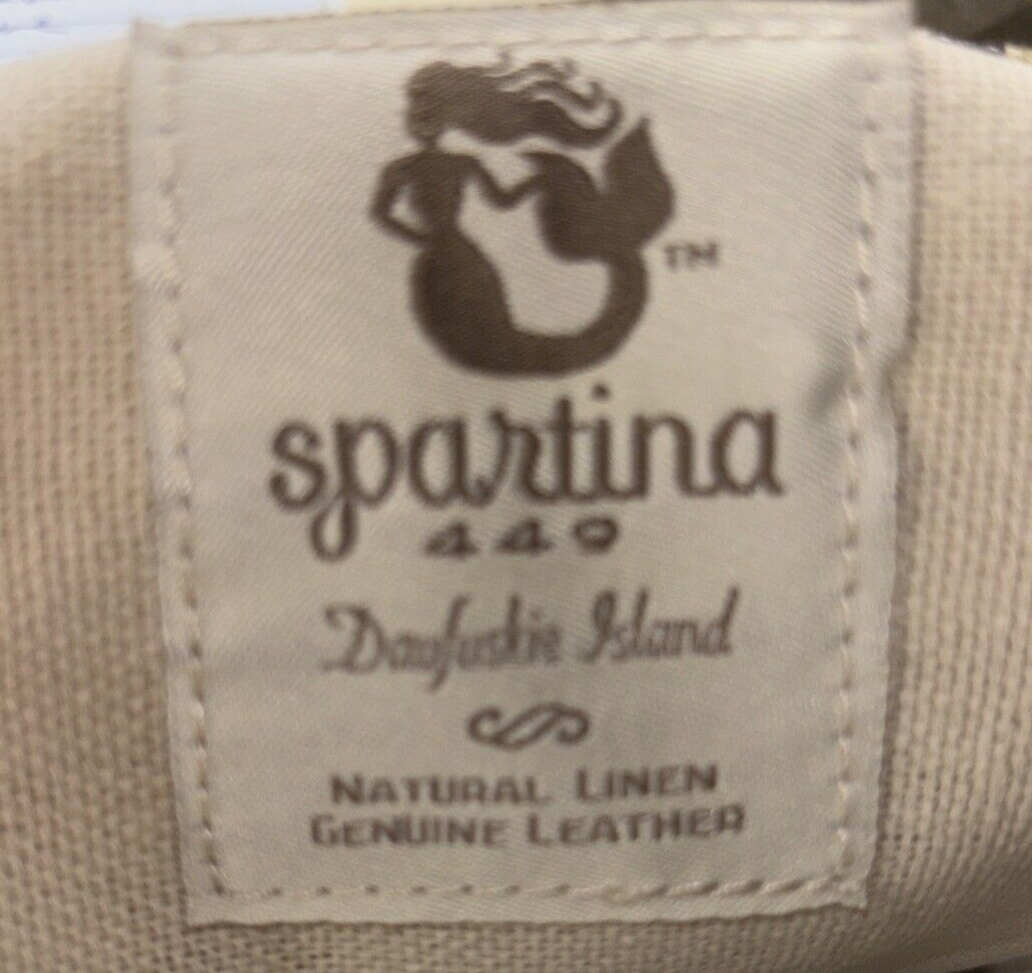 TM
spartina
449
Daufuskie Island
NATURAL LINEN
GENUINE LEATHER